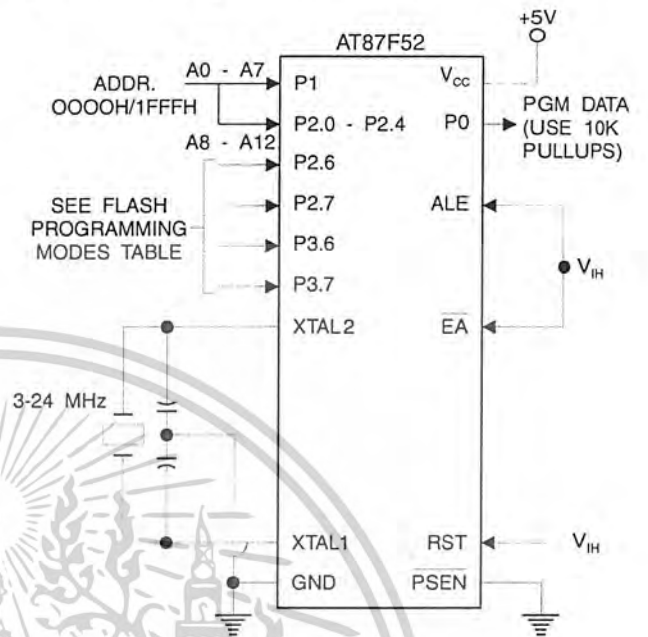 +5V
AT87F52
ADDR.
OOOOH/1FFFH
A0 - A7
P1
VCC
P2.0 - P2.4
P0
PGM DATA
(USE 10K
PULLUPS)
A8 - A12
P2.6
SEE FLASH
PROGRAMMING
MODES TABLE
P2.7
ALE
P3.6
VIH
P3.7
XTAL2
EA
3-24 MHz
XTAL1
RST
VIH
GND
PSEN